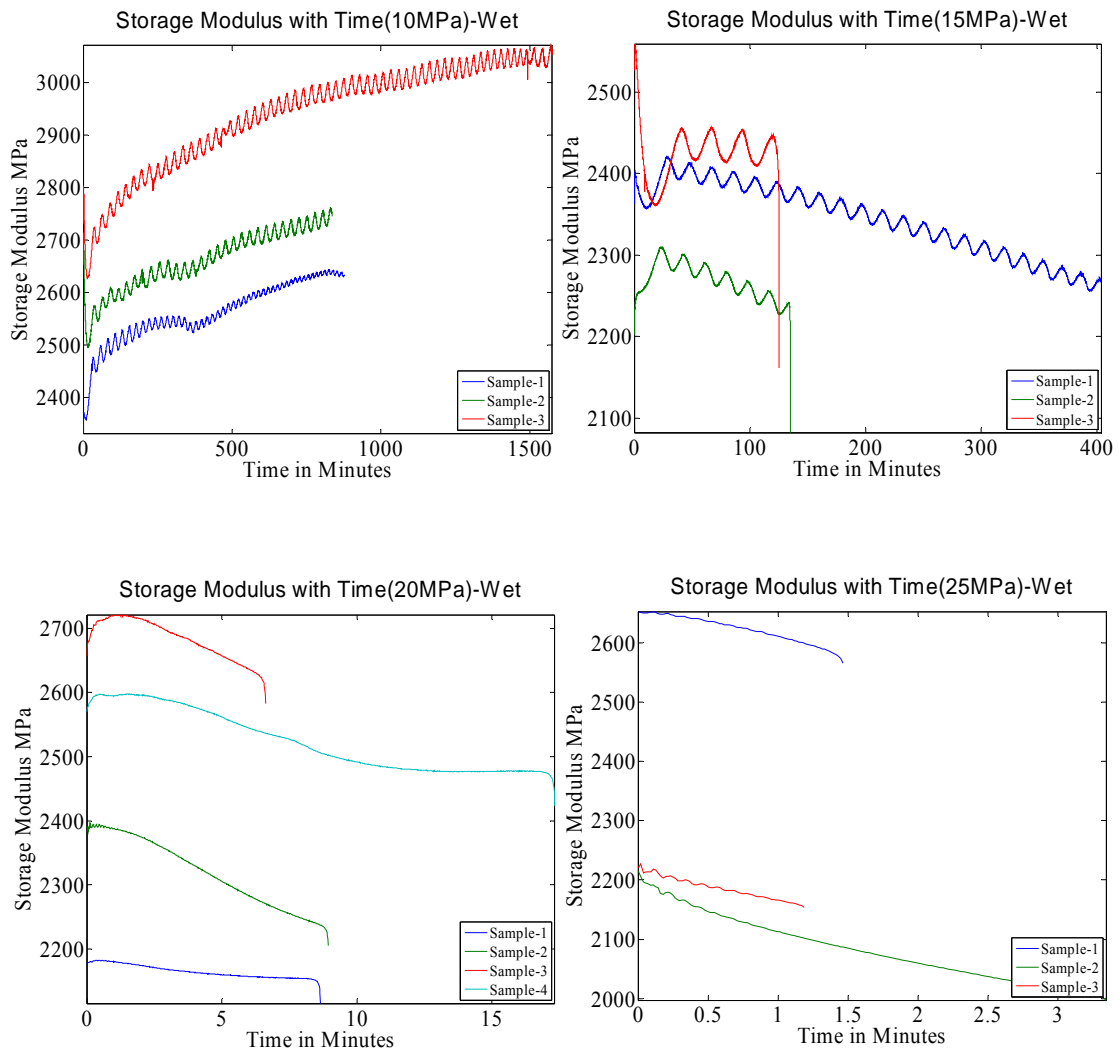 Storage Modulus with Time(10MPa)-Wet
3000
2900
2800
2700
2600
2500
2400
Storage Modulus MPa
0 500 1000 1500
Time in Minutes
Sample-1
Sample-2
Sample-3
Storage Modulus with Time(15MPa)-Wet
2500
2400
2300
2200
2100
Storage Modulus MPa
0 100 200 300 400
Time in Minutes
Sample-1
Sample-2
Sample-3
Storage Modulus with Time(20MPa)-Wet
2700
2600
2500
2400
2300
2200
Storage Modulus MPa
0 5 10 15
Time in Minutes
Sample-1
Sample-2
Sample-3
Sample-4
Storage Modulus with Time(25MPa)-Wet
2600
2500
2400
2300
2200
2100
2000
Storage Modulus MPa
0 0.5 1 1.5 2 2.5 3
Time in Minutes
Sample-1
Sample-2
Sample-3